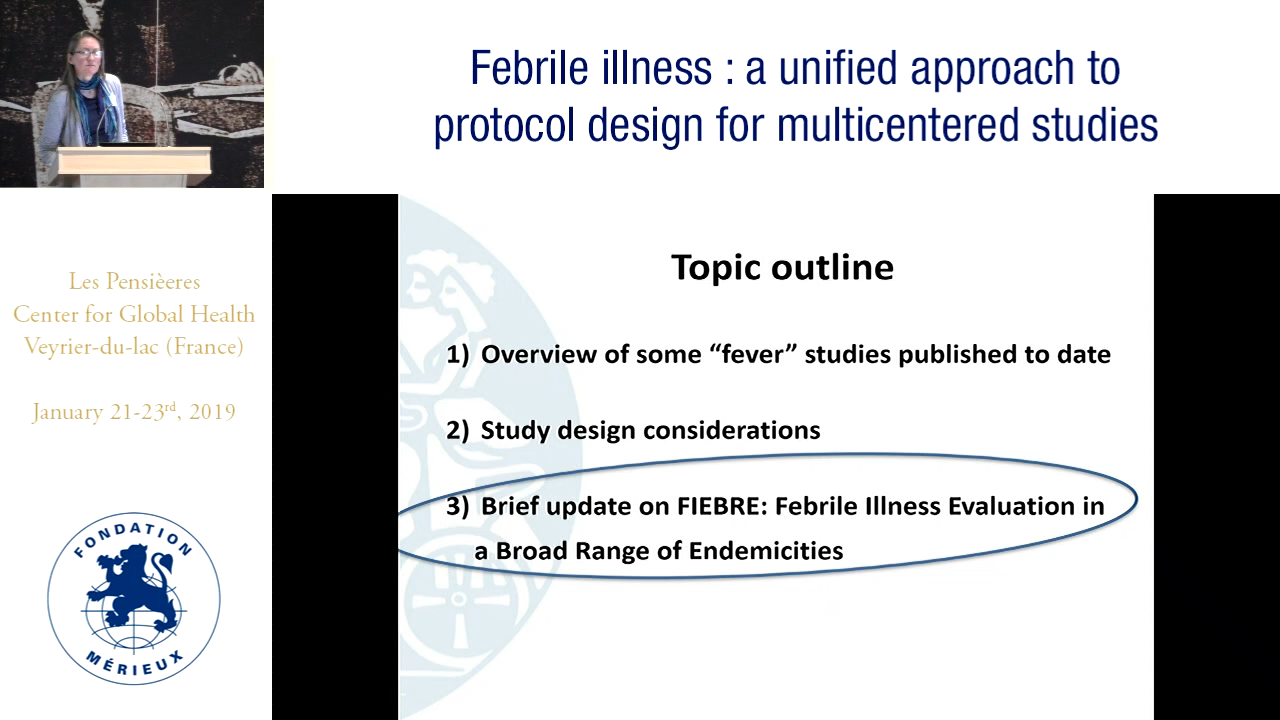 Febrile illness : a unified approach to
protocol design for multicentered studies
Les Pensièeres
Center for Global Health
Veyrier-du-lac (France)
January 21-23rd, 2019
FONDATION
MÉRIEUX
Topic outline
1) Overview of some “fever” studies published to date
2) Study design considerations
3) Brief update on FIEBRE: Febrile Illness Evaluation in
a Broad Range of Endemicities